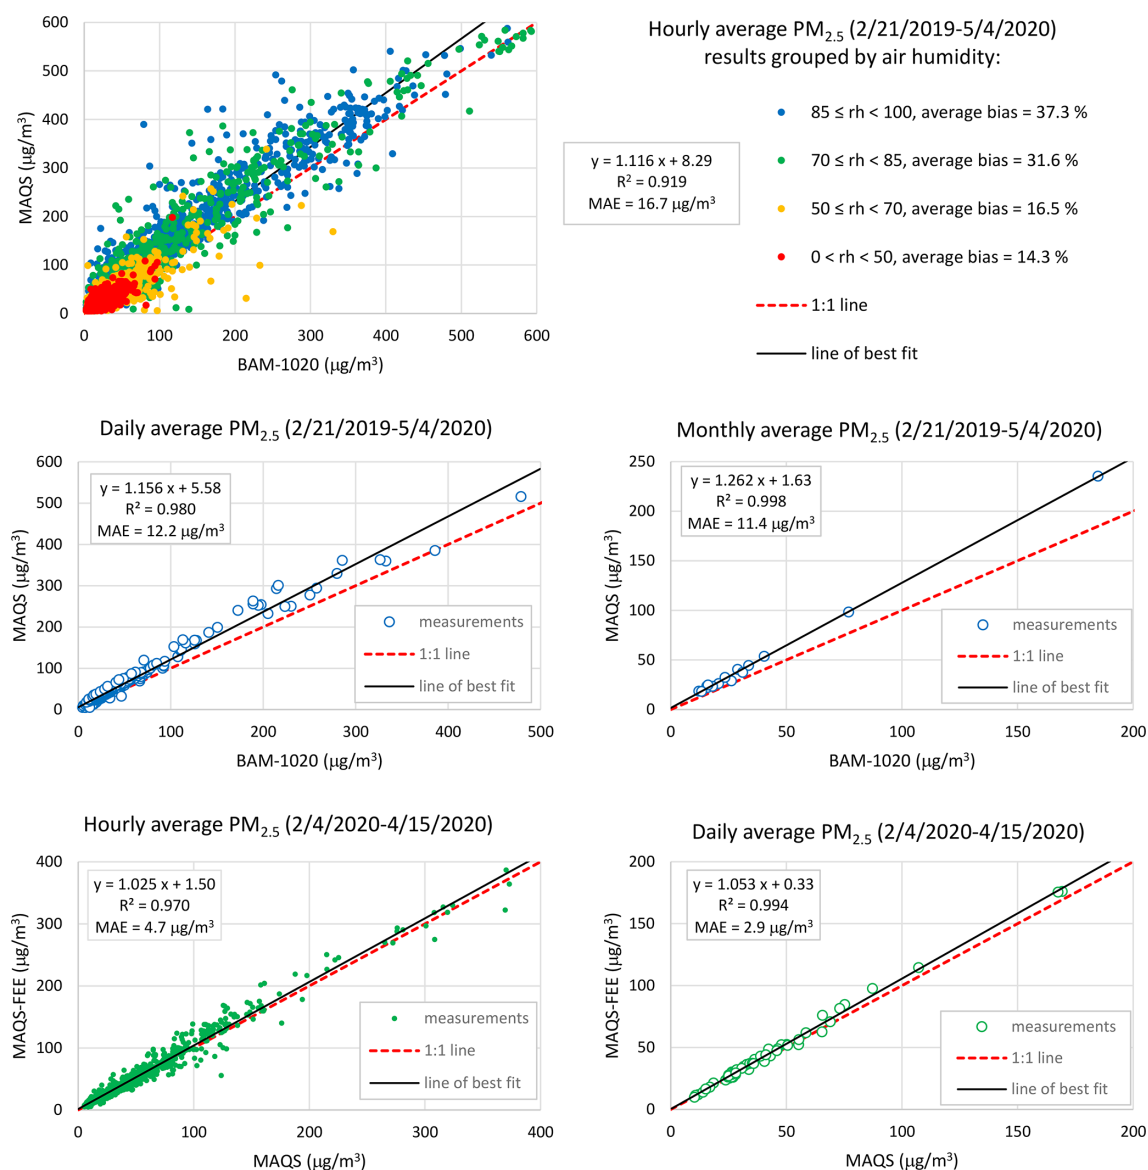 Hourly average PM2.5 (2/21/2019-5/4/2020)
results grouped by air humidity:
600
500
400
300
200
100
0
MAQS (µg/m³)
0
100
200
300
400
500
600
BAM-1020 (µg/m³)
y = 1.116 x + 8.29
R² = 0.919
MAE = 16.7 µg/m³
85 ≤ rh < 100, average bias = 37.3 %
70 ≤ rh < 85, average bias = 31.6 %
50 ≤ rh < 70, average bias = 16.5 %
0 < rh < 50, average bias = 14.3 %
1:1 line
line of best fit
Daily average PM2.5 (2/21/2019-5/4/2020)
600
500
400
300
200
100
0
MAQS (µg/m³)
y = 1.156 x + 5.58
R² = 0.980
MAE = 12.2 µg/m³
measurements
1:1 line
line of best fit
0
100
200
300
400
500
BAM-1020 (µg/m³)
Monthly average PM2.5 (2/21/2019-5/4/2020)
250
200
150
100
50
0
MAQS (µg/m³)
y = 1.262 x + 1.63
R² = 0.998
MAE = 11.4 µg/m³
measurements
1:1 line
line of best fit
0
50
100
150
200
BAM-1020 (µg/m³)
Hourly average PM2.5 (2/4/2020-4/15/2020)
400
300
200
100
0
MAQS-FEE (µg/m³)
y = 1.025 x + 1.50
R² = 0.970
MAE = 4.7 µg/m³
measurements
1:1 line
line of best fit
0
100
200
300
400
MAQS (µg/m³)
Daily average PM2.5 (2/4/2020-4/15/2020)
200
150
100
50
0
MAQS-FEE (µg/m³)
y = 1.053 x + 0.33
R² = 0.994
MAE = 2.9 µg/m³
measurements
1:1 line
line of best fit
0
50
100
150
200
MAQS (µg/m³)